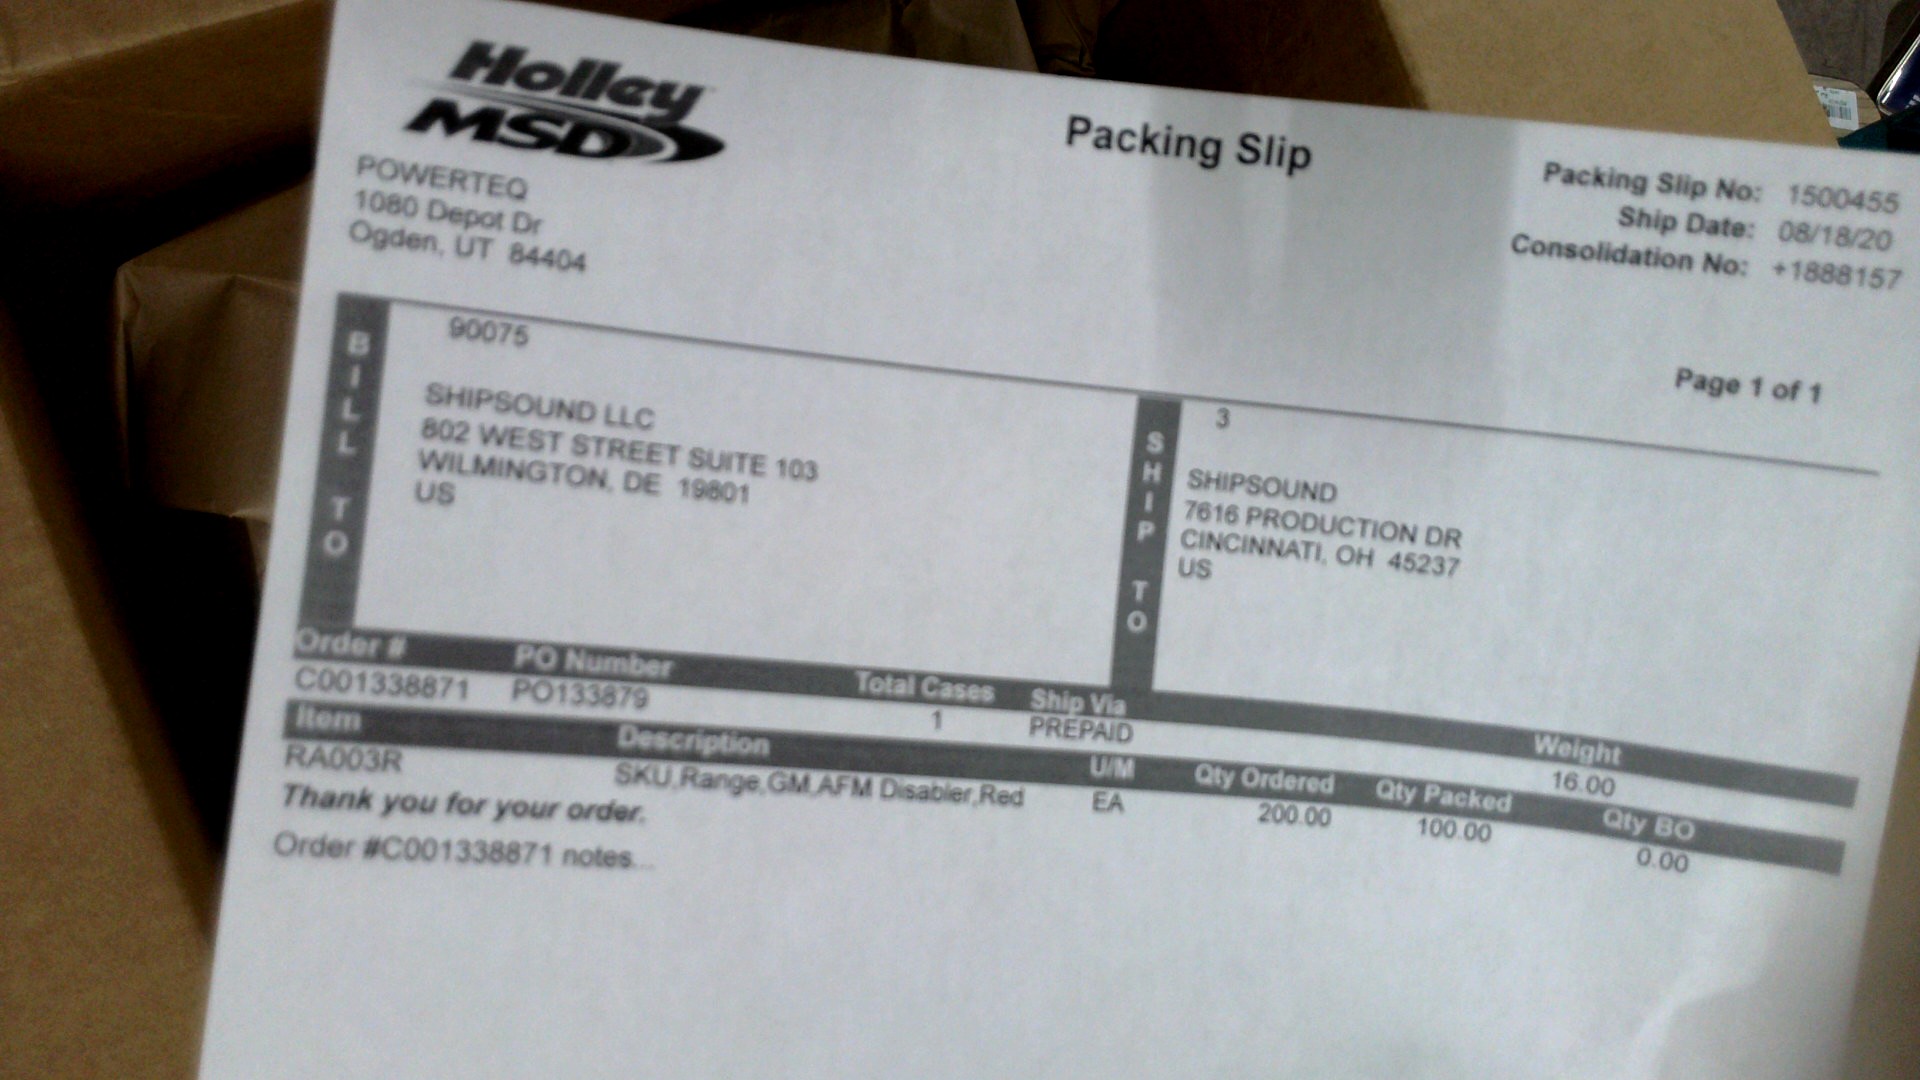 Holley
MSD
Packing Slip
POWERTEQ
1080 Depot Dr
Ogden, UT 84404
Packing Slip No: 1500455
Ship Date: 08/18/20
Consolidation No: +1888157
Page 1 of 1
BILL TO
90075
SHIPSOUND LLC
802 WEST STREET SUITE 103
WILMINGTON, DE 19801
US
SHIP TO
3
SHIPSOUND
7616 PRODUCTION DR
CINCINNATI, OH 45237
US
Order # PO Number Total Cases Ship Via Weight
C001338871 PO133879 1 PREPAID 16.00
Item Description U/M Qty Ordered Qty Packed Qty BO
RA003R SKU,Range,GM,AFM Disabler,Red EA 200.00 100.00 0.00
Thank you for your order.
Order #C001338871 notes...